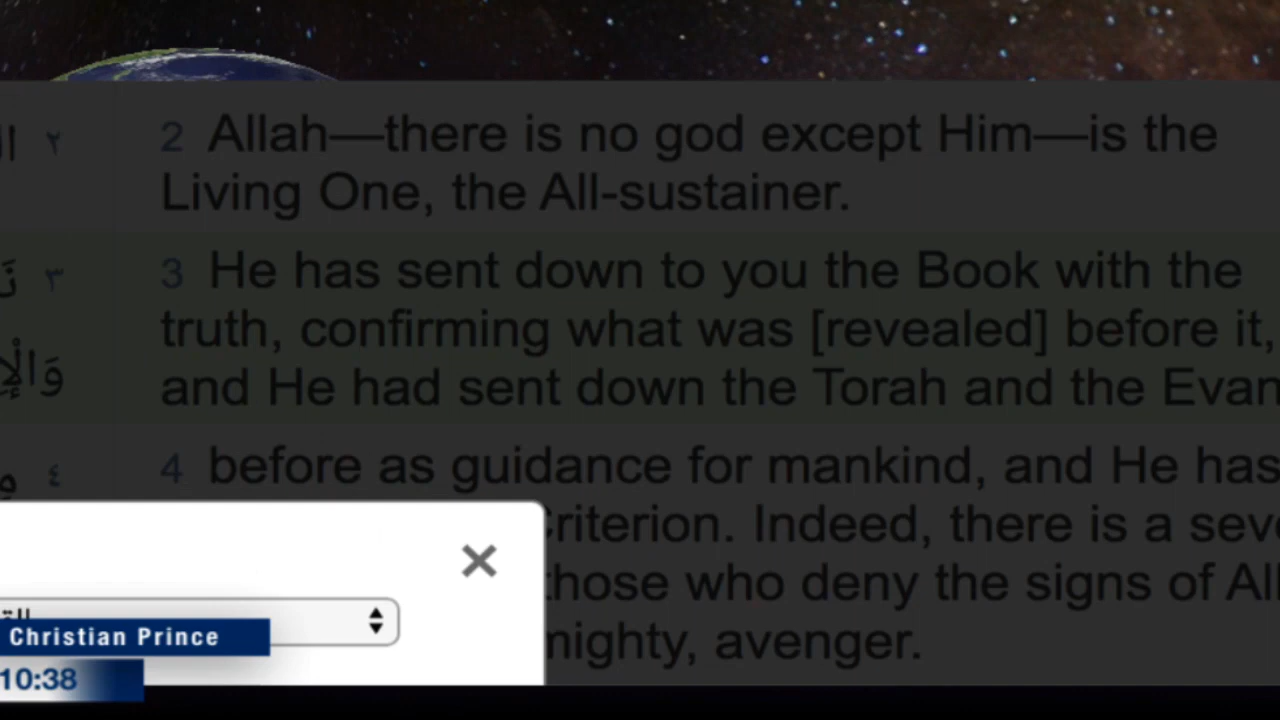 2 Allah—there is no god except Him—is the
Living One, the All-sustainer.
3 He has sent down to you the Book with the
truth, confirming what was [revealed] before it,
and He had sent down the Torah and the Evan
4 before as guidance for mankind, and He has
Criterion. Indeed, there is a seve
those who deny the signs of All
mighty, avenger.
٢
٣
٤
Christian Prince
10:38